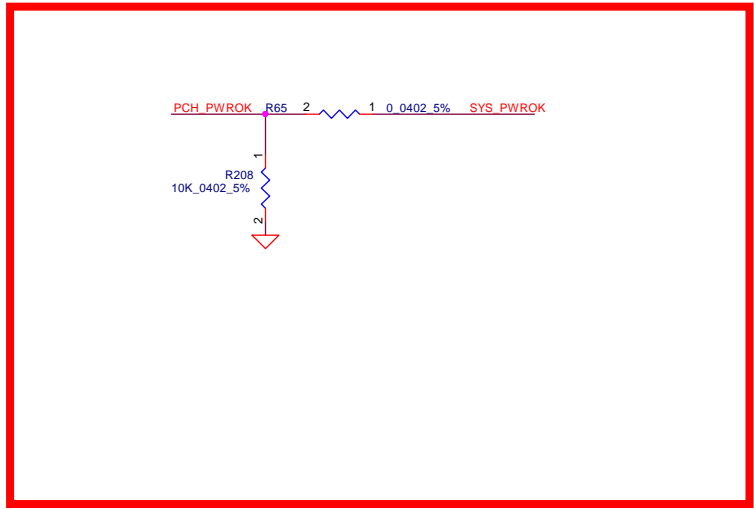 PCH_PWROK R65 2 1 0_0402_5% SYS_PWROK
1
R208
10K_0402_5%
2